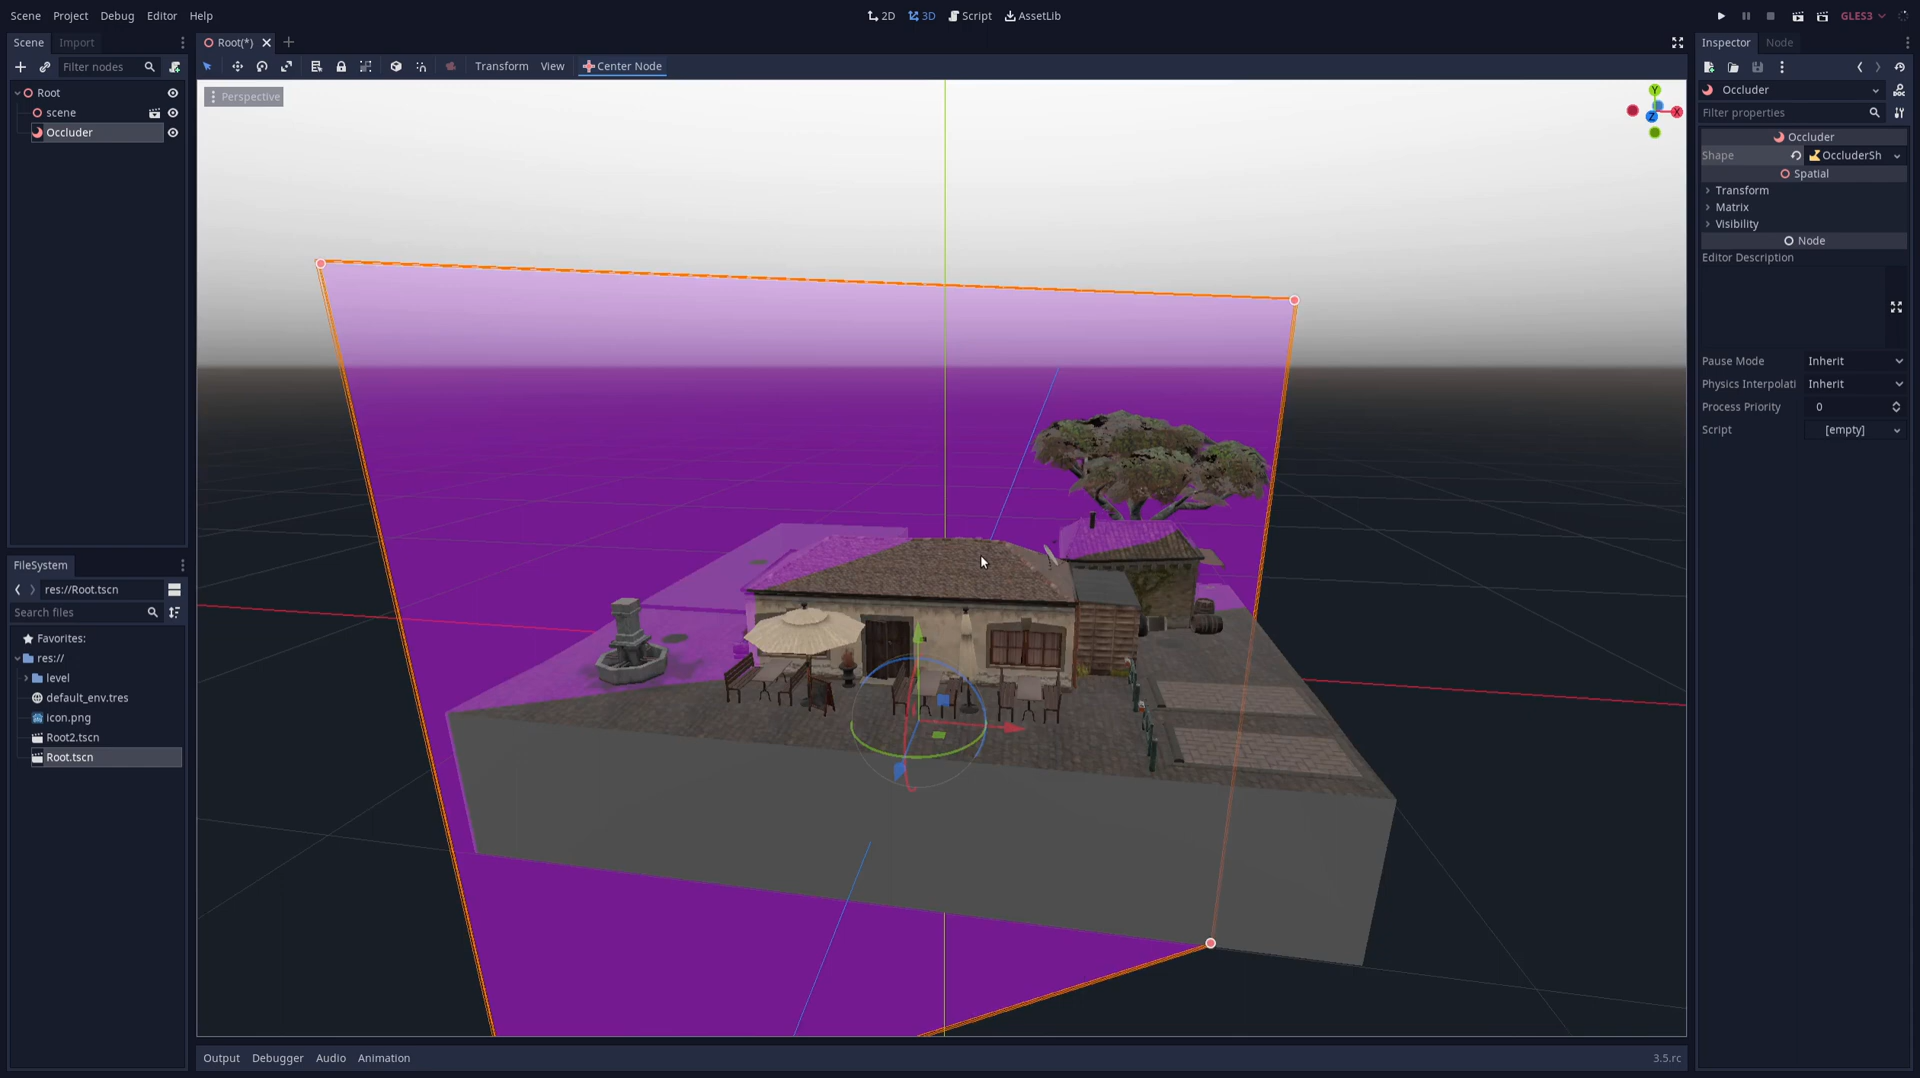 Scene Project Debug Editor Help
2D 3D Script AssetLib
GLES3
Scene Import
Filter nodes
Root
scene
Occluder
Root(*)
Transform View Center Node
Perspective
Y
X
Z
FileSystem
res://Root.tscn
Search files
Favorites:
res://
level
default_env.tres
icon.png
Root2.tscn
Root.tscn
Output Debugger Audio Animation
3.5.rc
Inspector Node
Occluder
Filter properties
Occluder
Shape OccluderSh
Spatial
Transform
Matrix
Visibility
Node
Editor Description
Pause Mode Inherit
Physics Interpolati Inherit
Process Priority 0
Script [empty]